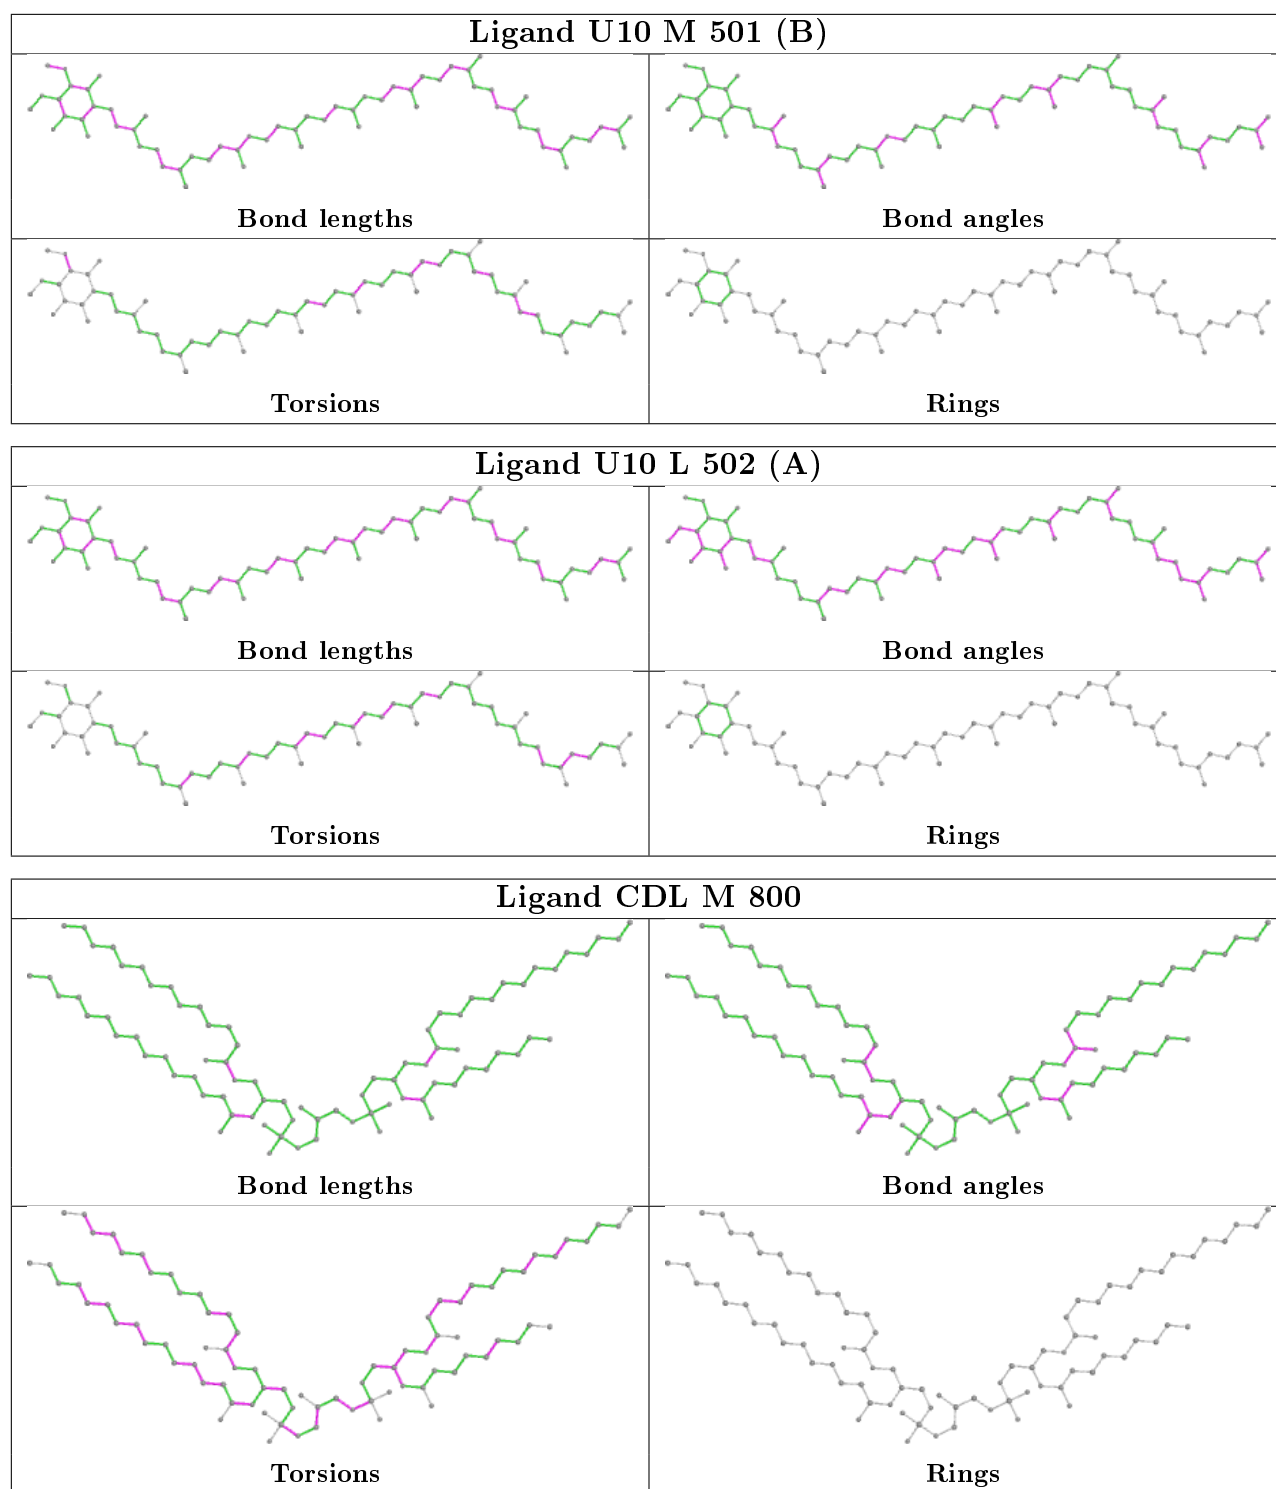 Ligand U10 M 501 (B)
Bond lengths
Bond angles
Torsions
Rings
Ligand U10 L 502 (A)
Bond lengths
Bond angles
Torsions
Rings
Ligand CDL M 800
Bond lengths
Bond angles
Torsions
Rings